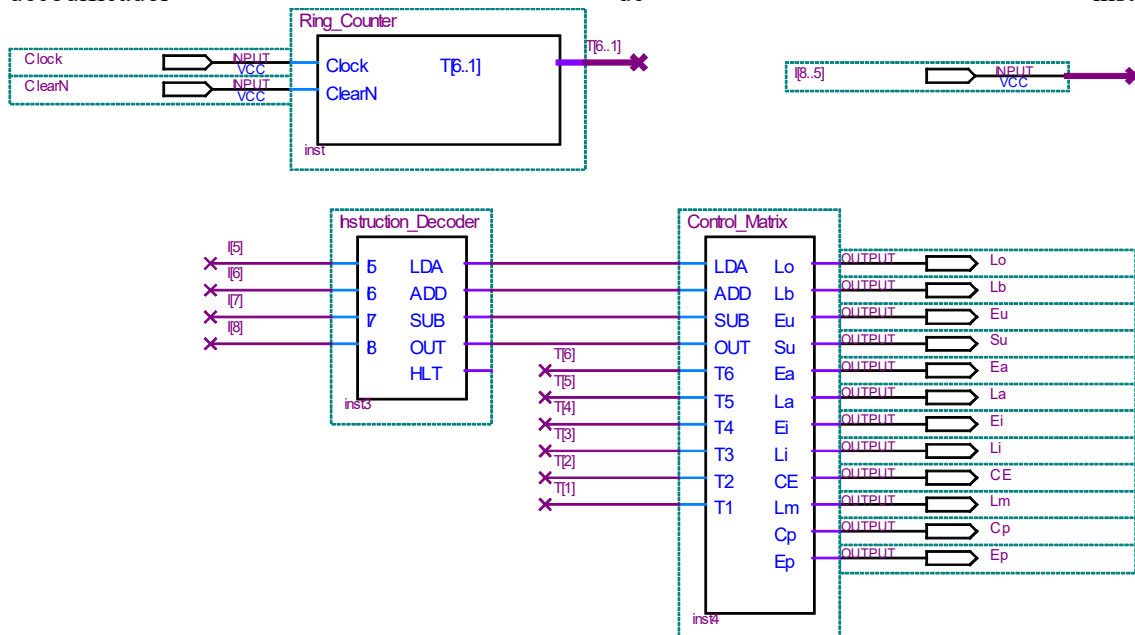 Ring_Counter
Clock INPUT VCC Clock T[6..1] T[6..1]
ClearN INPUT VCC ClearN
inst
I[8..5] INPUT VCC
Instruction_Decoder
I[5] I5 LDA
I[6] I6 ADD
I[7] I7 SUB
I[8] I8 OUT
HLT
inst3
Control_Matrix
LDA Lo OUTPUT Lo
ADD Lb OUTPUT Lb
SUB Eu OUTPUT Eu
OUT Su OUTPUT Su
T[6] T6 Ea OUTPUT Ea
T[5] T5 La OUTPUT La
T[4] T4 Ei OUTPUT Ei
T[3] T3 Li OUTPUT Li
T[2] T2 CE OUTPUT CE
T[1] T1 Lm OUTPUT Lm
Cp OUTPUT Cp
Ep OUTPUT Ep
inst4